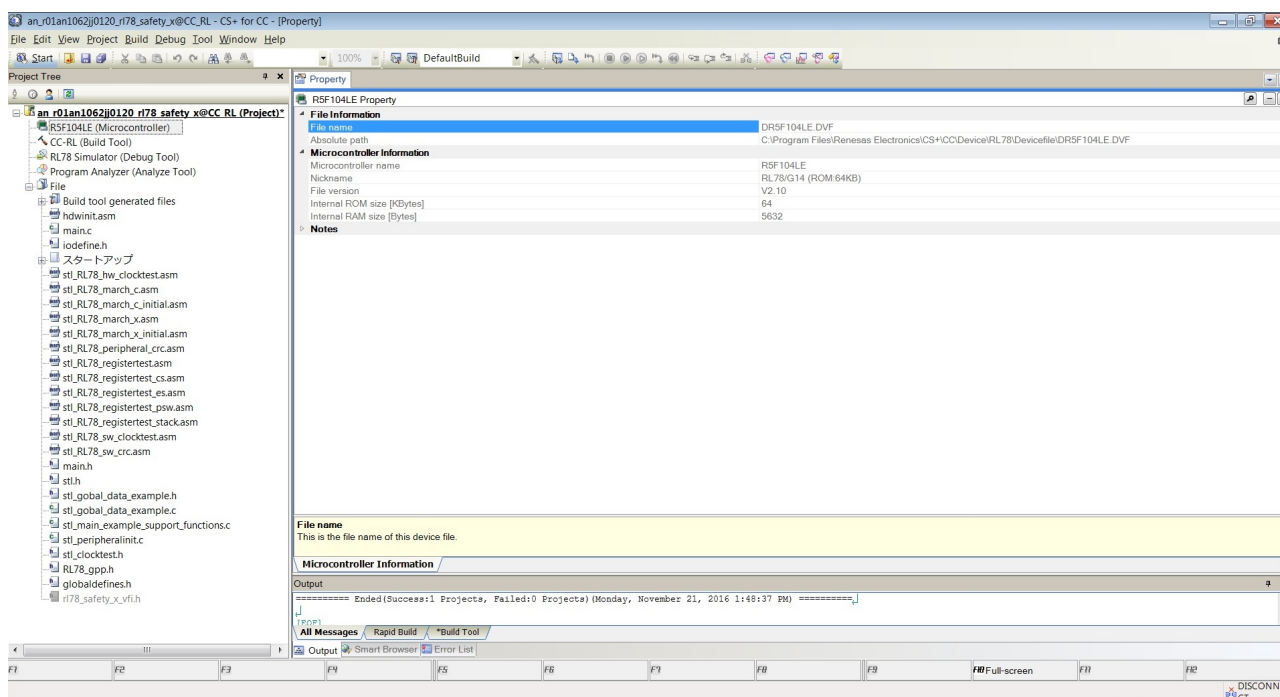 an_r01an1062jj0120_rl78_safety_x@CC_RL - CS+ for CC - [Property]
File Edit View Project Build Debug Tool Window Help
Start 100% DefaultBuild
Project Tree
an_r01an1062jj0120_rl78_safety_x@CC_RL (Project)*
R5F104LE (Microcontroller)
CC-RL (Build Tool)
RL78 Simulator (Debug Tool)
Program Analyzer (Analyze Tool)
File
Build tool generated files
hdwinit.asm
main.c
iodefine.h
スタートアップ
stl_RL78_hw_clocktest.asm
stl_RL78_march_c.asm
stl_RL78_march_c_initial.asm
stl_RL78_march_x.asm
stl_RL78_march_x_initial.asm
stl_RL78_peripheral_crc.asm
stl_RL78_registertest.asm
stl_RL78_registertest_cs.asm
stl_RL78_registertest_es.asm
stl_RL78_registertest_psw.asm
stl_RL78_registertest_stack.asm
stl_RL78_sw_clocktest.asm
stl_RL78_sw_crc.asm
main.h
stl.h
stl_gobal_data_example.h
stl_gobal_data_example.c
stl_main_example_support_functions.c
stl_peripheralinit.c
stl_clocktest.h
RL78_gpp.h
globaldefines.h
rl78_safety_x_vfi.h
Property
R5F104LE Property
File Information
File name DR5F104LE.DVF
Absolute path C:\Program Files\Renesas Electronics\CS+\CC\Device\RL78\Devicefile\DR5F104LE.DVF
Microcontroller Information
Microcontroller name R5F104LE
Nickname RL78/G14 (ROM:64KB)
File version V2.10
Internal ROM size [KBytes] 64
Internal RAM size [Bytes] 5632
Notes
File name
This is the file name of this device file.
Microcontroller Information
Output
========== Ended(Success:1 Projects, Failed:0 Projects)(Monday, November 21, 2016 1:48:37 PM) ==========
[EOF]
All Messages Rapid Build *Build Tool
Output Smart Browser Error List
F1 F2 F3 F4 F5 F6 F7 F8 F9 F10 Full-screen F11 F12
DISCONN